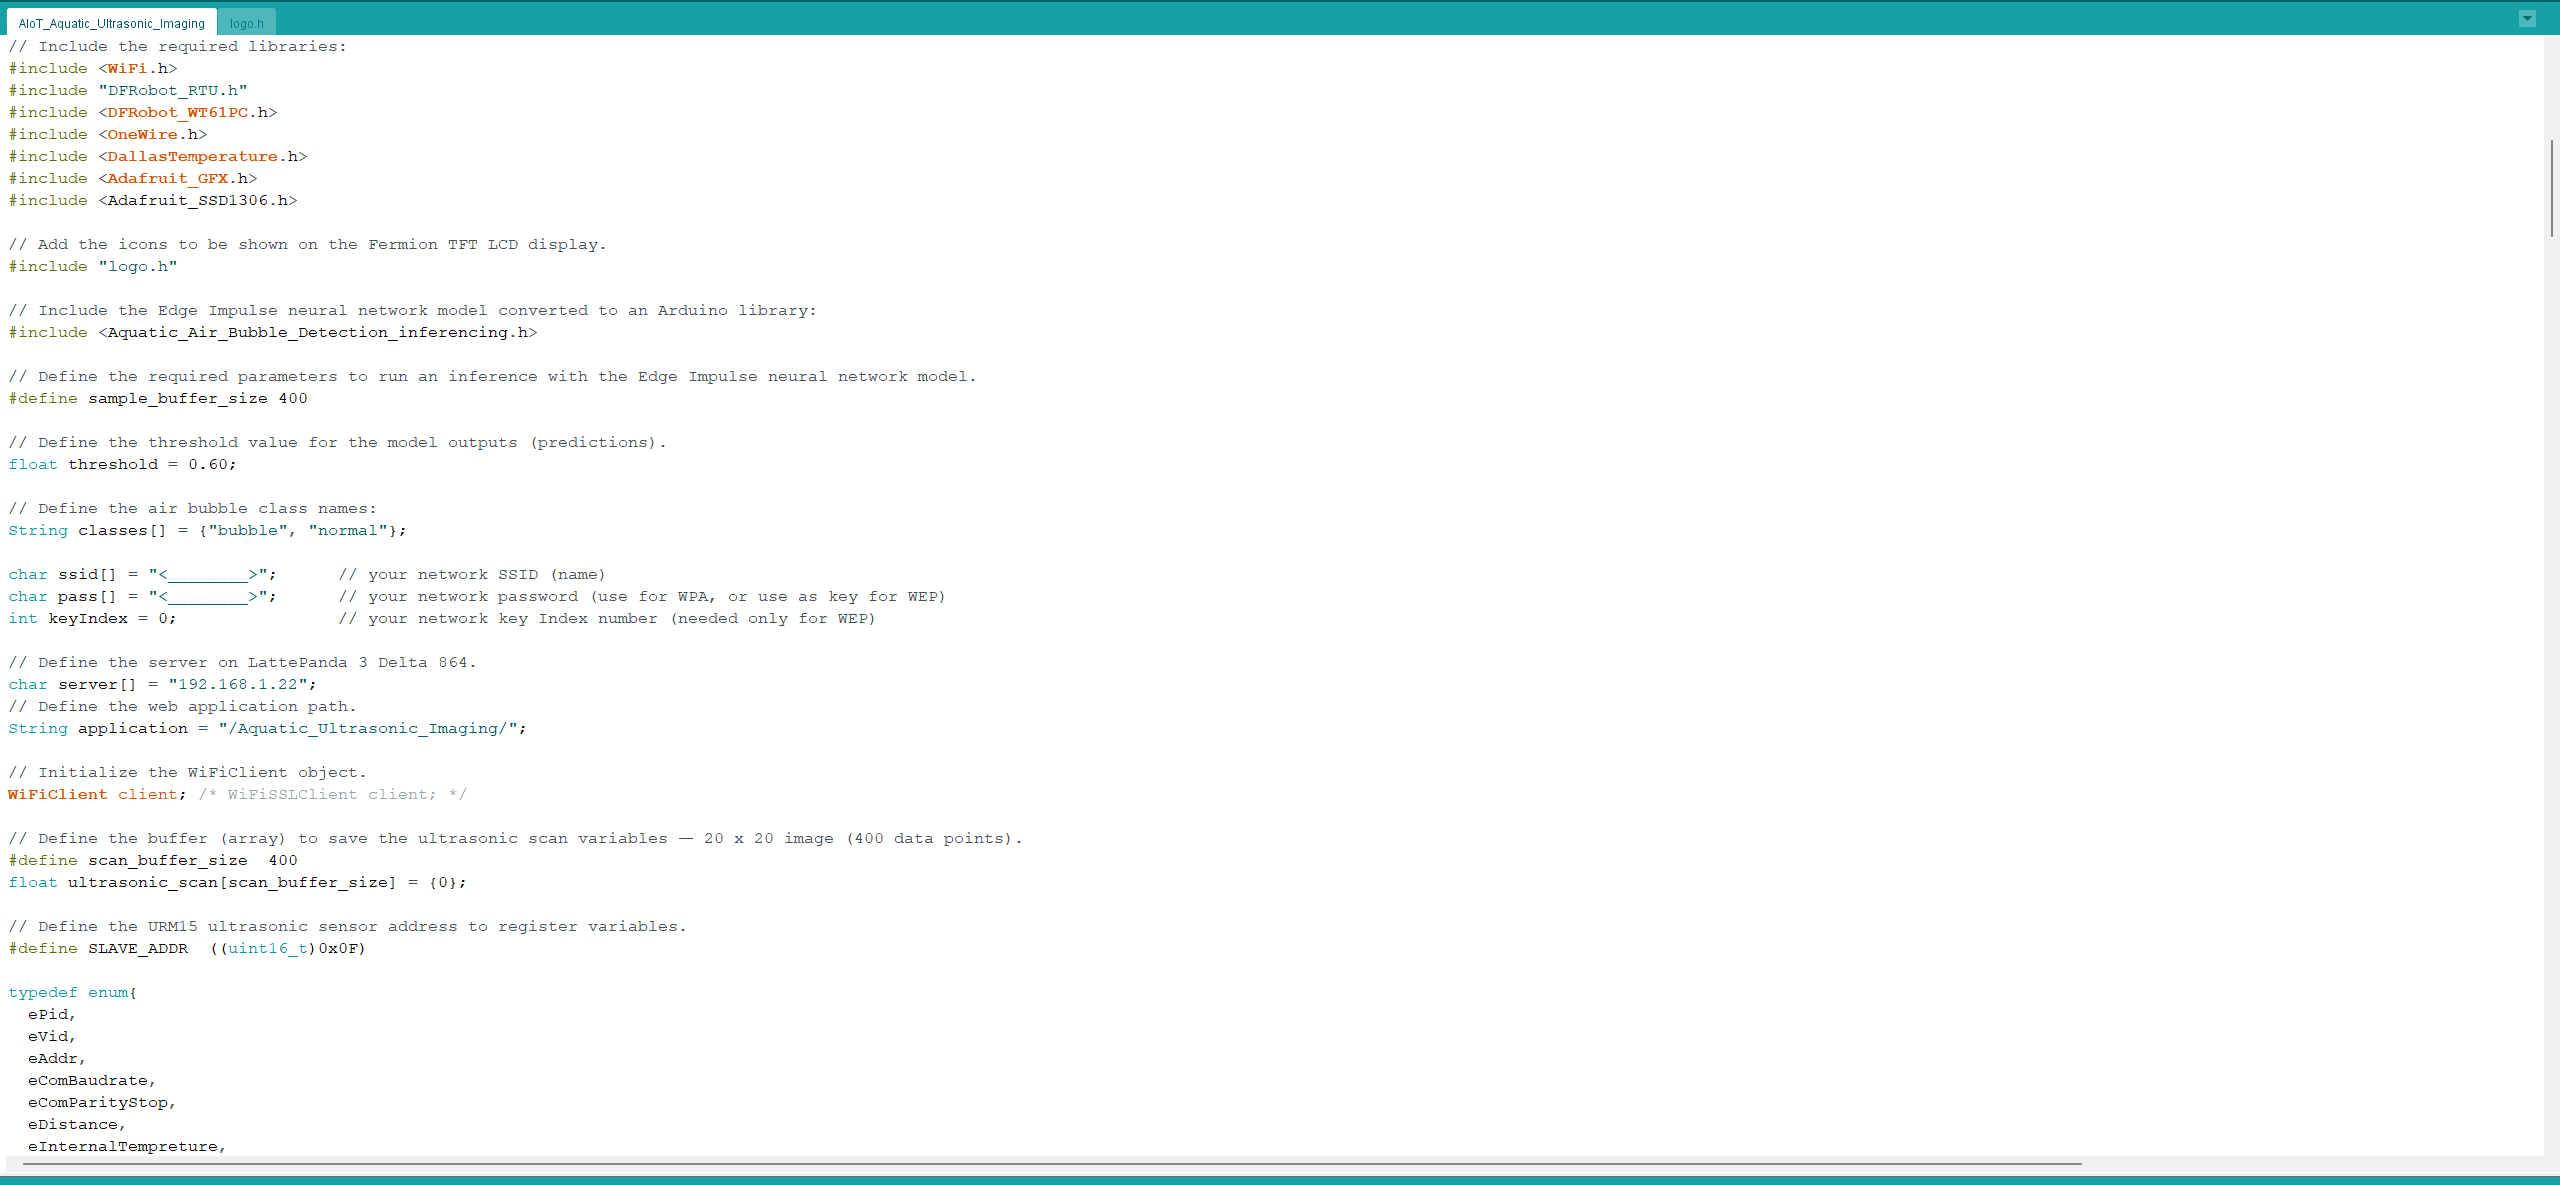 AIoT_Aquatic_Ultrasonic_Imaging
logo.h
// Include the required libraries:
#include <WiFi.h>
#include "DFRobot_RTU.h"
#include <DFRobot_WT61PC.h>
#include <OneWire.h>
#include <DallasTemperature.h>
#include <Adafruit_GFX.h>
#include <Adafruit_SSD1306.h>

// Add the icons to be shown on the Fermion TFT LCD display.
#include "logo.h"

// Include the Edge Impulse neural network model converted to an Arduino library:
#include <Aquatic_Air_Bubble_Detection_inferencing.h>

// Define the required parameters to run an inference with the Edge Impulse neural network model.
#define sample_buffer_size 400

// Define the threshold value for the model outputs (predictions).
float threshold = 0.60;

// Define the air bubble class names:
String classes[] = {"bubble", "normal"};

char ssid[] = "<________>";      // your network SSID (name)
char pass[] = "<________>";      // your network password (use for WPA, or use as key for WEP)
int keyIndex = 0;                // your network key Index number (needed only for WEP)

// Define the server on LattePanda 3 Delta 864.
char server[] = "192.168.1.22";
// Define the web application path.
String application = "/Aquatic_Ultrasonic_Imaging/";

// Initialize the WiFiClient object.
WiFiClient client; /* WiFiSSLClient client; */

// Define the buffer (array) to save the ultrasonic scan variables — 20 x 20 image (400 data points).
#define scan_buffer_size  400
float ultrasonic_scan[scan_buffer_size] = {0};

// Define the URM15 ultrasonic sensor address to register variables.
#define SLAVE_ADDR  ((uint16_t)0x0F)

typedef enum{
  ePid,
  eVid,
  eAddr,
  eComBaudrate,
  eComParityStop,
  eDistance,
  eInternalTempreture,